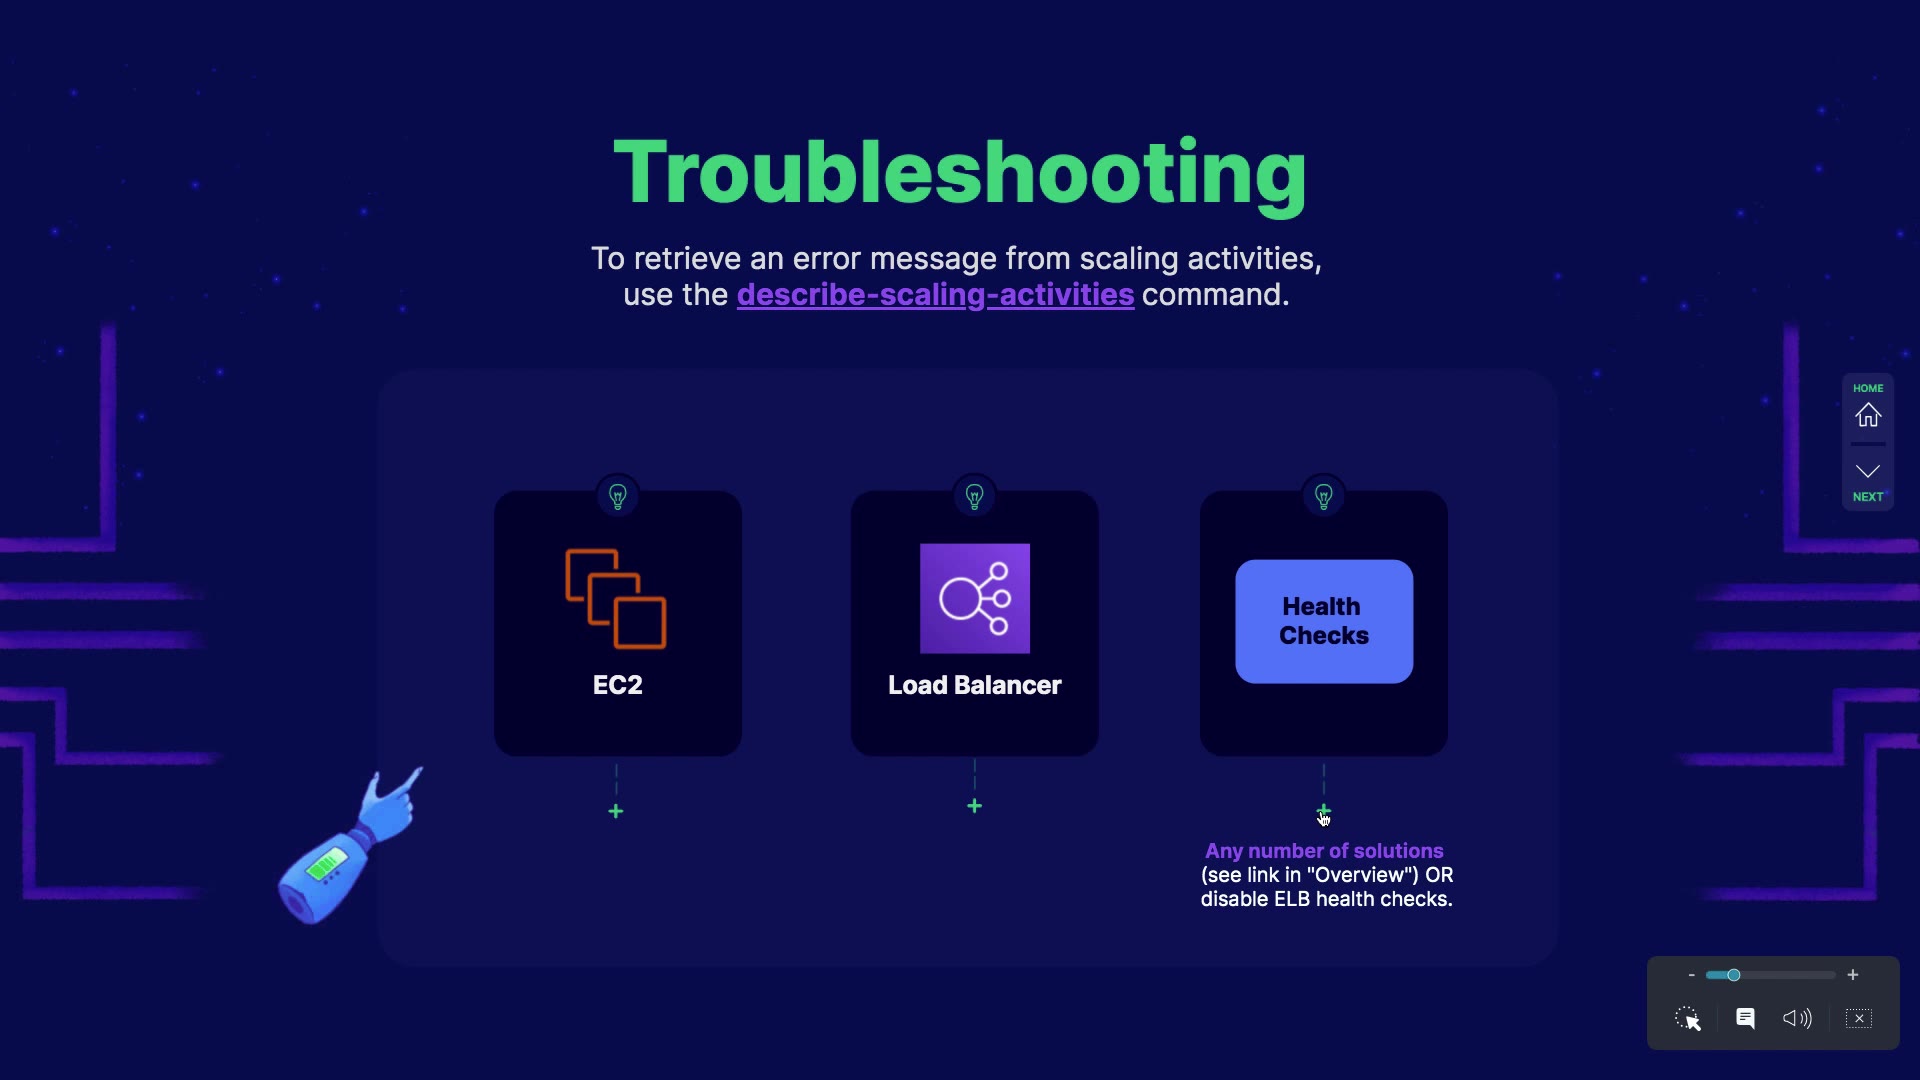 Troubleshooting
To retrieve an error message from scaling activities,
use the describe-scaling-activities command.
HOME
NEXT
EC2
Load Balancer
Health
Checks
+
+
+
Any number of solutions
(see link in "Overview") OR
disable ELB health checks.
- +